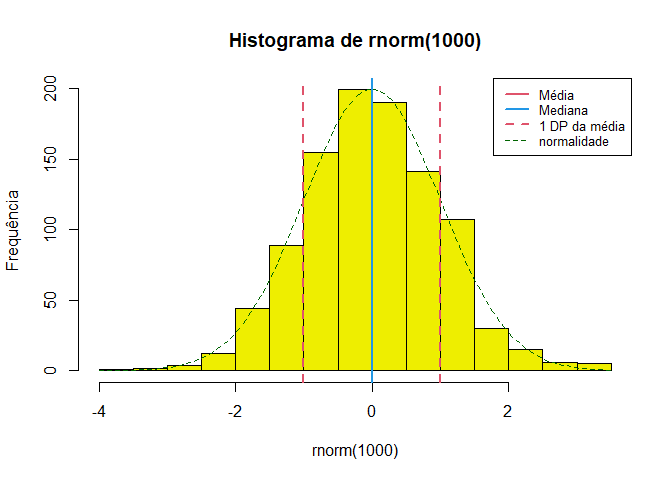 Histograma de rnorm(1000)
Média
Mediana
1 DP da média
normalidade
Frequência
200
150
100
50
0
-4
-2
0
2
rnorm(1000)